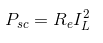 $P_{sc} = R_e I_L^2$